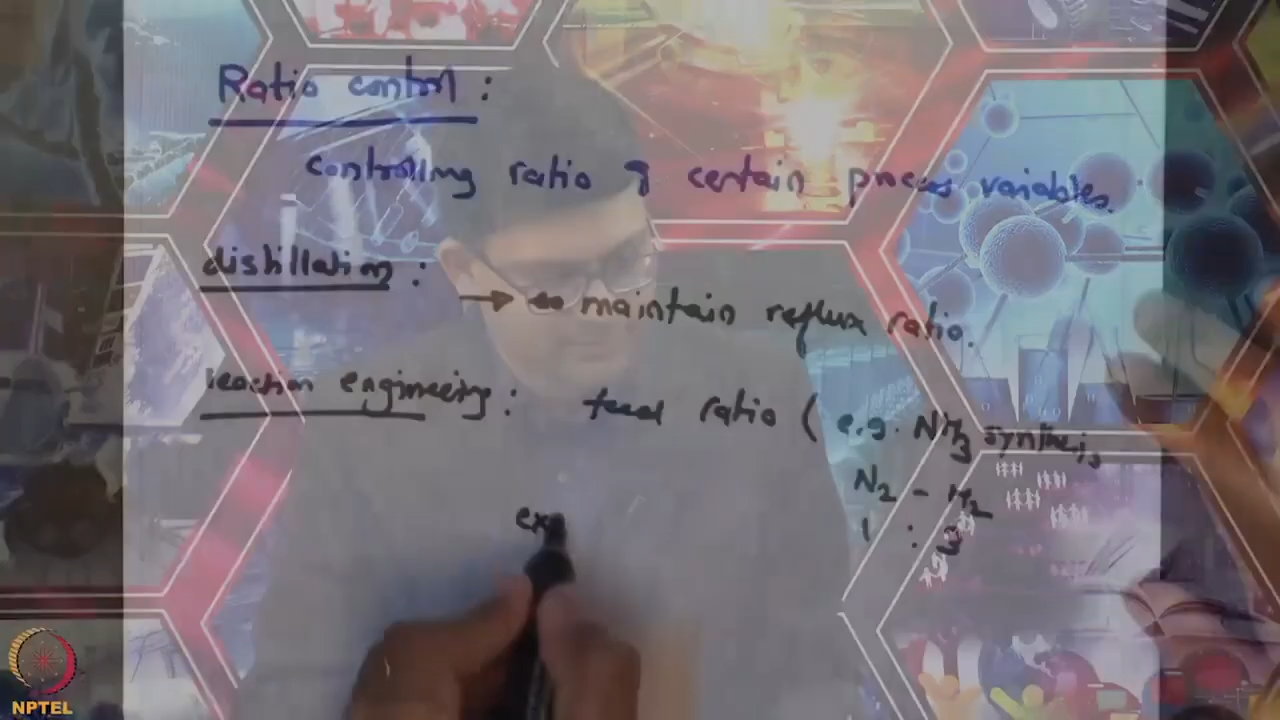 Ratio control :
controlling ratio of certain process variables.
distillation :
→ maintain reflux ratio.
reaction engineering : feed ratio ( e.g. NH3 synthesis,
N2 - H2
1 : 3
ex
NPTEL